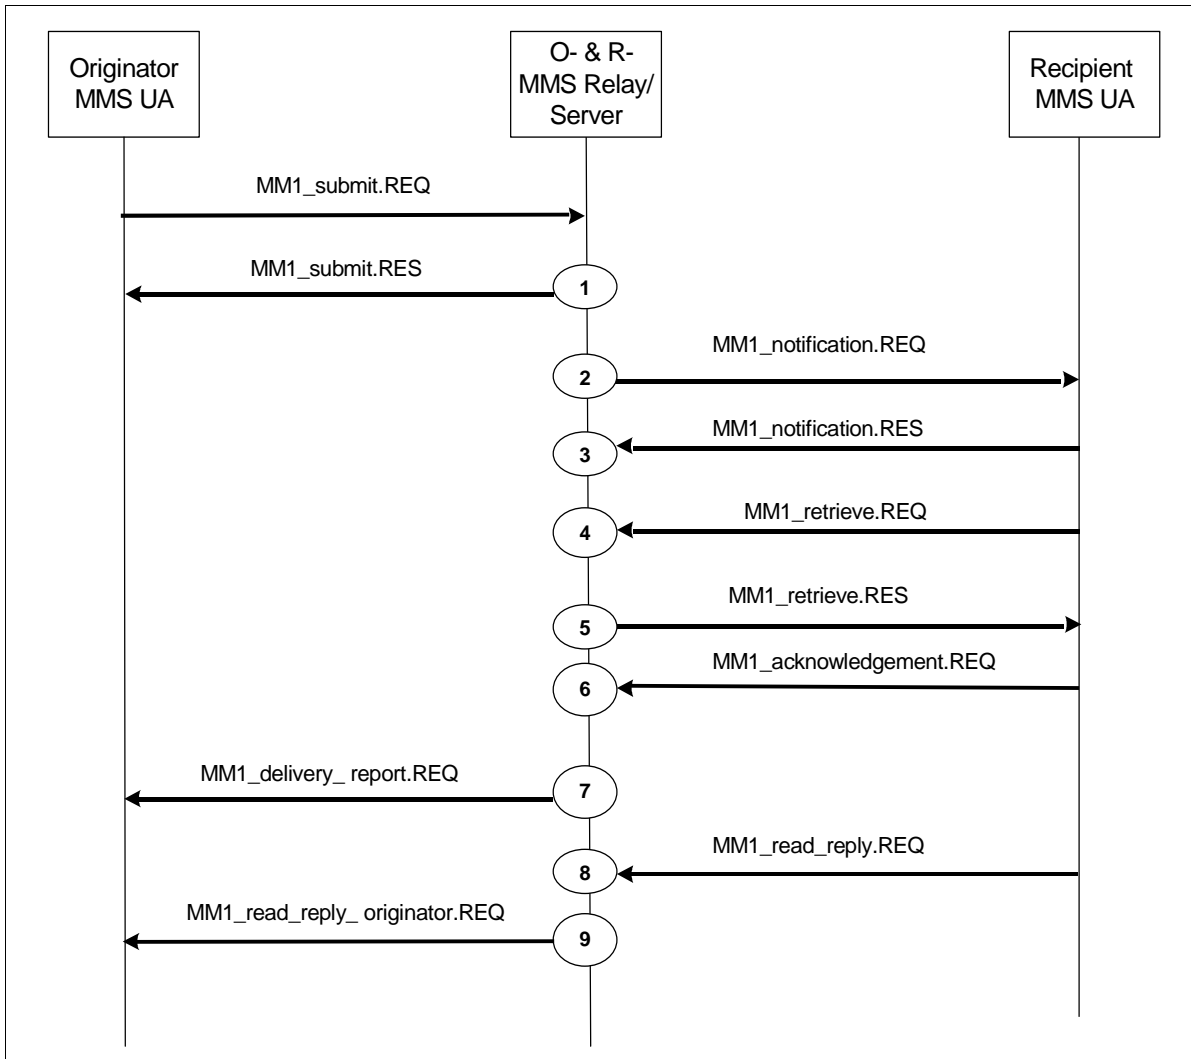 Originator
MMS UA
O- & R-
MMS Relay/
Server
Recipient
MMS UA
MM1_submit.REQ
MM1_submit.RES
1
MM1_notification.REQ
2
MM1_notification.RES
3
MM1_retrieve.REQ
4
MM1_retrieve.RES
5
MM1_acknowledgement.REQ
6
MM1_delivery_ report.REQ
7
MM1_read_reply.REQ
8
MM1_read_reply_ originator.REQ
9